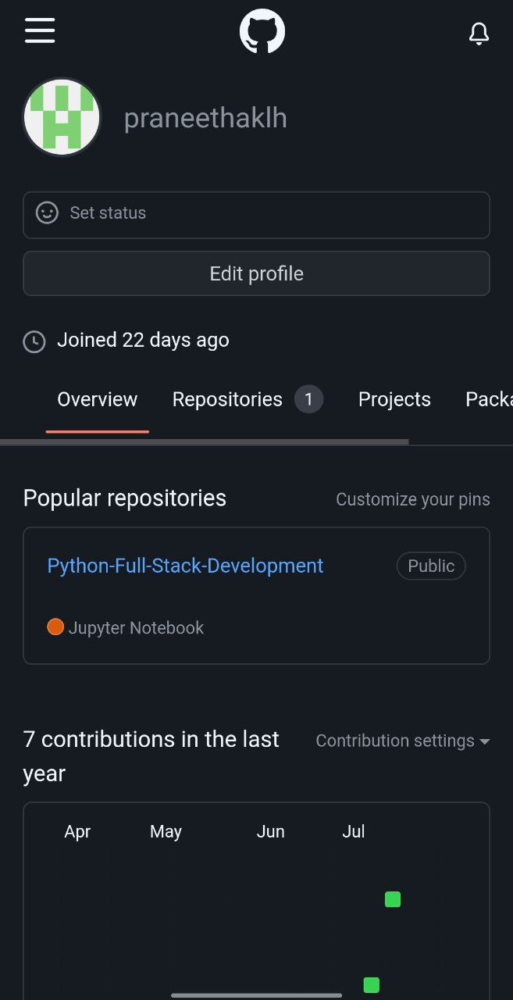 praneethaklh
Set status
Edit profile
Joined 22 days ago
Overview Repositories 1 Projects Packa
Popular repositories Customize your pins
Python-Full-Stack-Development Public
Jupyter Notebook
7 contributions in the last year Contribution settings
Apr May Jun Jul